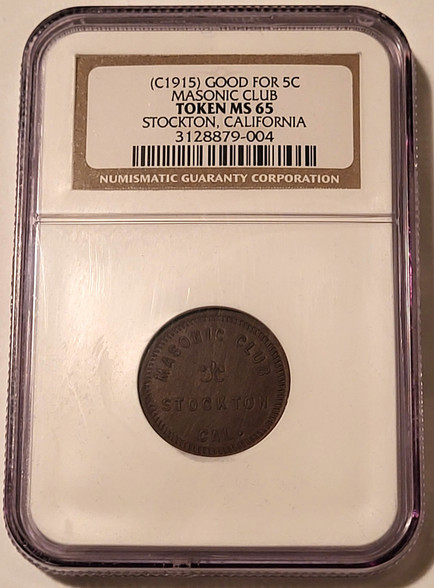 (C1915) GOOD FOR 5C
MASONIC CLUB
TOKEN MS 65
STOCKTON, CALIFORNIA
3128879-004
NUMISMATIC GUARANTY CORPORATION
MASONIC CLUB
STOCKTON
CAL.